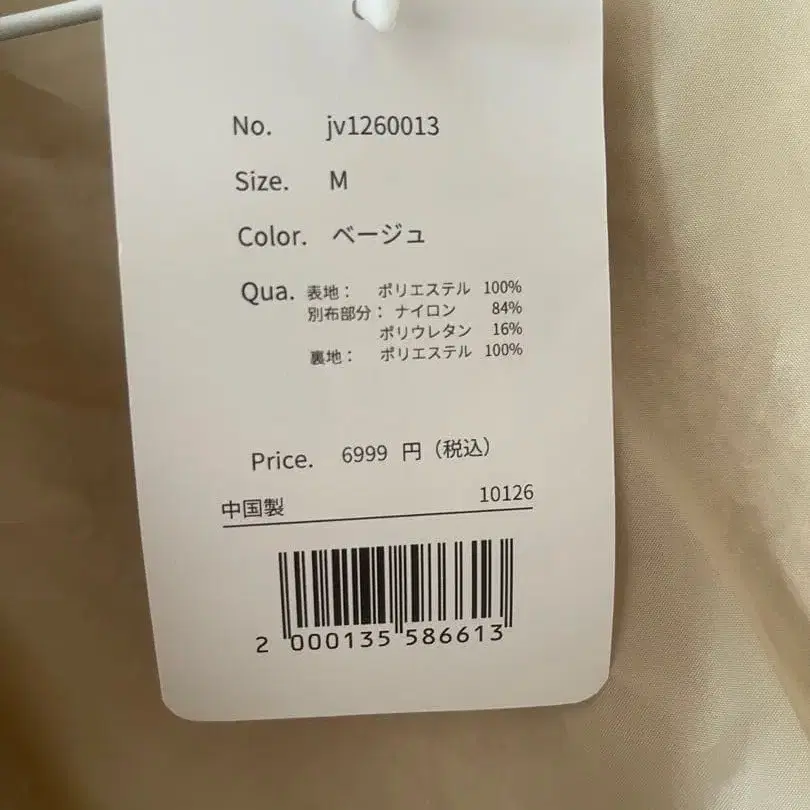 No. jv1260013
Size. M
Color. ベージュ
Qua. 表地： ポリエステル 100%
別布部分： ナイロン 84%
ポリウレタン 16%
裏地： ポリエステル 100%
Price. 6999 円（税込）
中国製 10126
2 000135 586613